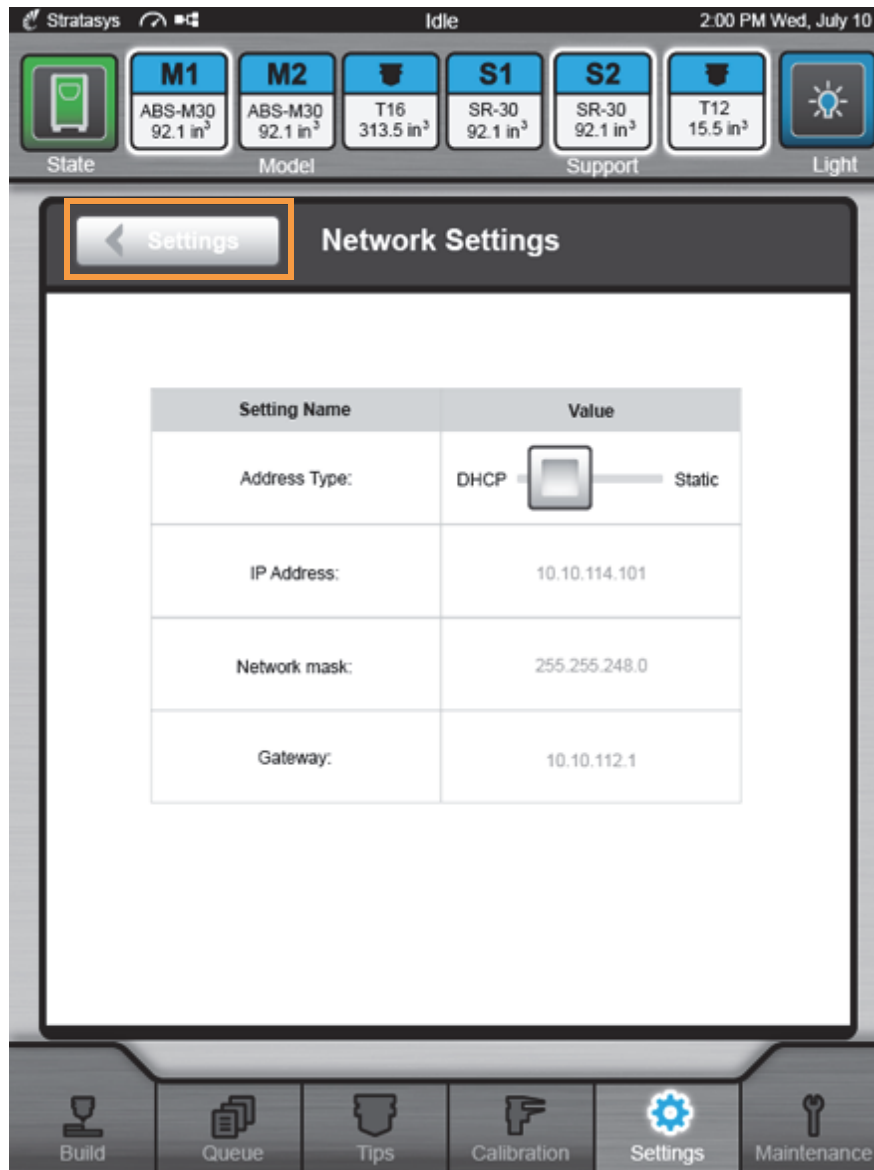 Stratasys Idle 2:00 PM Wed, July 10
M1 M2 S1 S2
ABS-M30 ABS-M30 T16 SR-30 SR-30 T12
92.1 in³ 92.1 in³ 313.5 in³ 92.1 in³ 92.1 in³ 15.5 in³
State Model Support Light
Settings Network Settings
Setting Name Value
Address Type: DHCP Static
IP Address: 10.10.114.101
Network mask: 255.255.248.0
Gateway: 10.10.112.1
Build Queue Tips Calibration Settings Maintenance